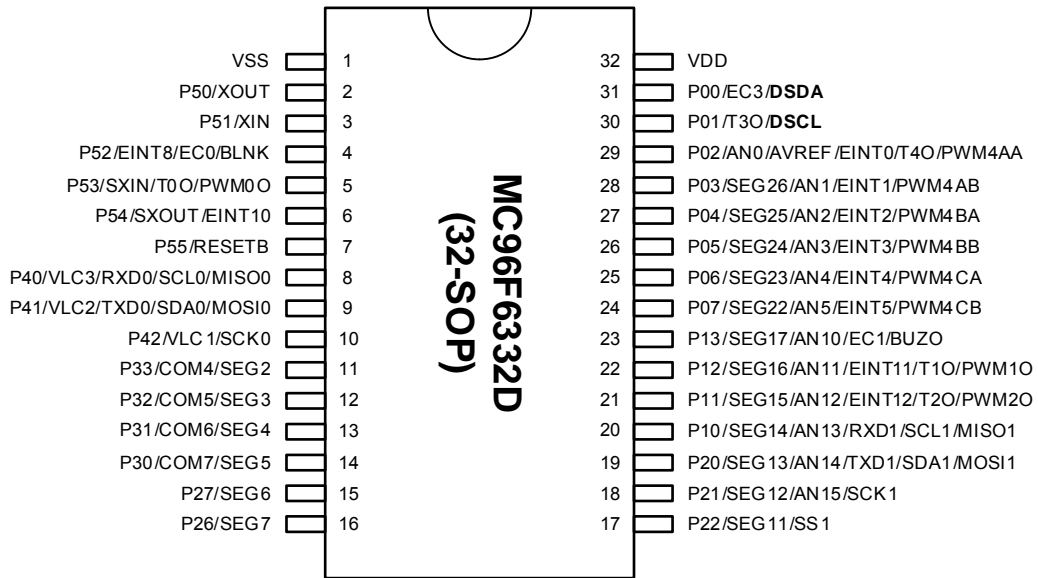 VSS 1 32 VDD
P50/XOUT 2 31 P00/EC3/DSDA
P51/XIN 3 30 P01/T3O/DSCL
P52/EINT8/EC0/BLNK 4 29 P02/AN0/AVREF/EINT0/T4O/PWM4AA
P53/SXIN/T0O/PWM0O 5 28 P03/SEG26/AN1/EINT1/PWM4AB
P54/SXOUT/EINT10 6 27 P04/SEG25/AN2/EINT2/PWM4BA
P55/RESETB 7 26 P05/SEG24/AN3/EINT3/PWM4BB
P40/VLC3/RXD0/SCL0/MISO0 8 25 P06/SEG23/AN4/EINT4/PWM4CA
P41/VLC2/TXD0/SDA0/MOSI0 9 24 P07/SEG22/AN5/EINT5/PWM4CB
P42/VLC1/SCK0 10 23 P13/SEG17/AN10/EC1/BUZO
P33/COM4/SEG2 11 22 P12/SEG16/AN11/EINT11/T1O/PWM1O
P32/COM5/SEG3 12 21 P11/SEG15/AN12/EINT12/T2O/PWM2O
P31/COM6/SEG4 13 20 P10/SEG14/AN13/RXD1/SCL1/MISO1
P30/COM7/SEG5 14 19 P20/SEG13/AN14/TXD1/SDA1/MOSI1
P27/SEG6 15 18 P21/SEG12/AN15/SCK1
P26/SEG7 16 17 P22/SEG11/SS1
MC96F6332D
(32-SOP)